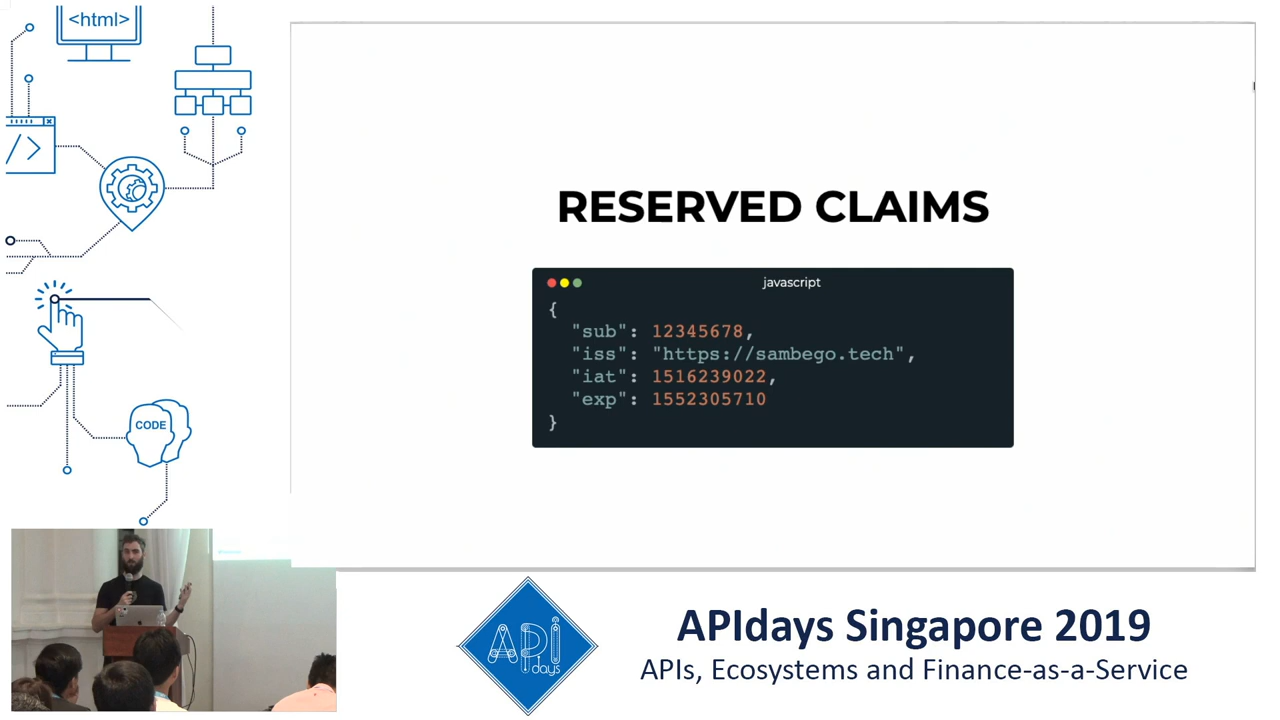 <html>
</>
CODE
RESERVED CLAIMS
javascript
{
"sub": 12345678,
"iss": "https://sambego.tech",
"iat": 1516239022,
"exp": 1552305710
}
API
days
APIdays Singapore 2019
APIs, Ecosystems and Finance-as-a-Service